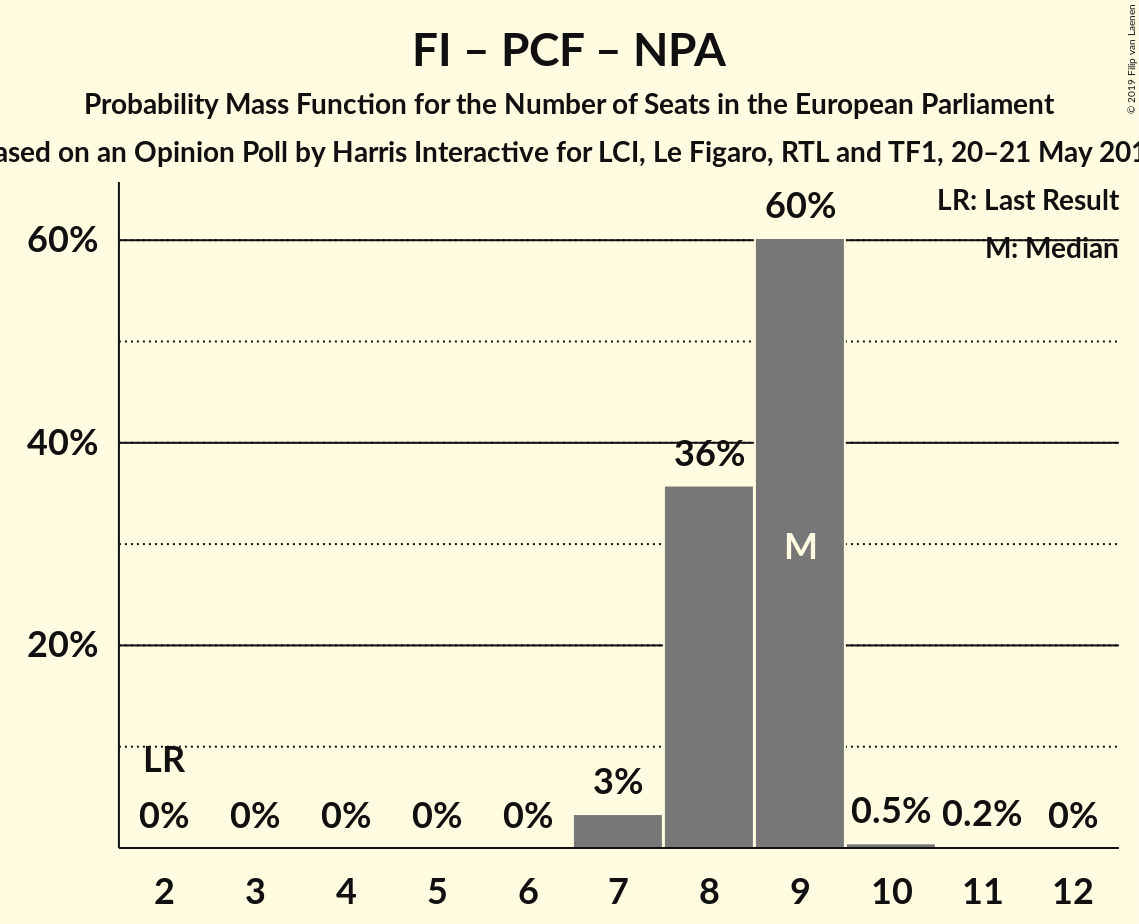 FI – PCF – NPA
Probability Mass Function for the Number of Seats in the European Parliament
on an Opinion Poll by Harris Interactive for LCI, Le Figaro, RTL and TF1, 20–21 May
© 2019 Filip van Laenen
LR: Last Result
M: Median
60%
40%
20%
60%
36%
M
LR
3%
0% 0% 0% 0% 0% 0.5% 0.2% 0%
2 3 4 5 6 7 8 9 10 11 12